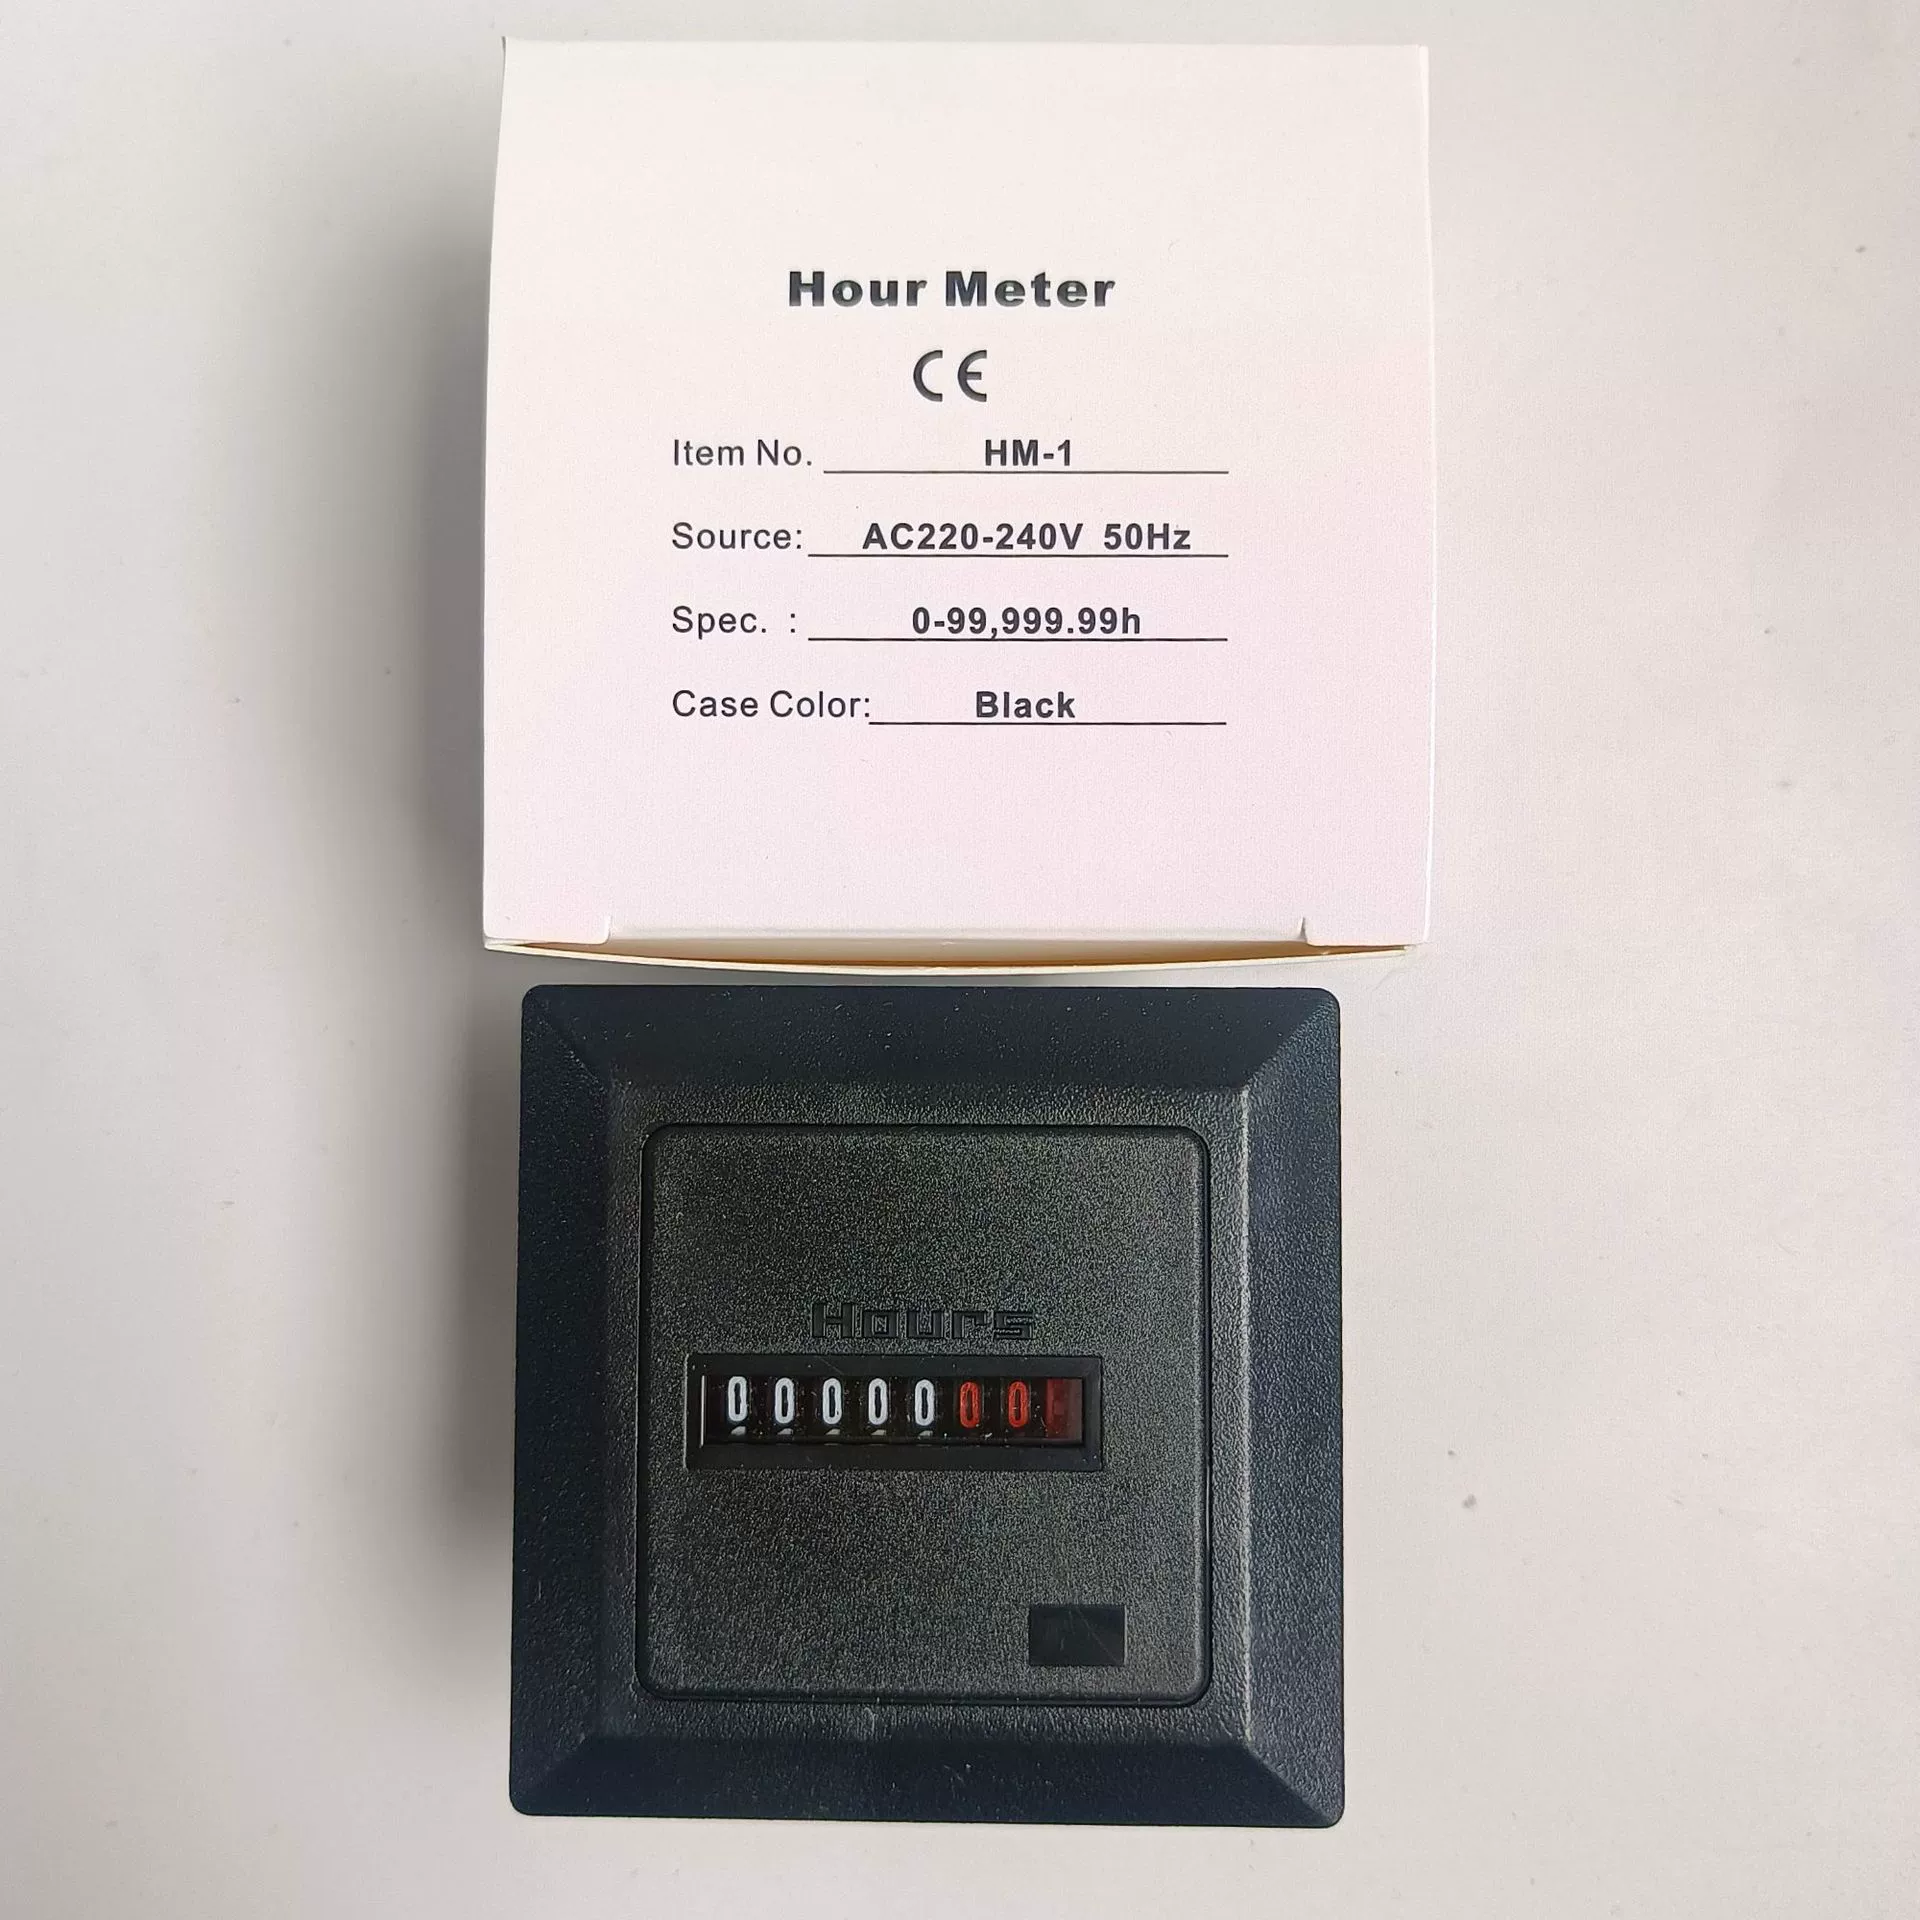 Hour Meter
CE
Item No. HM-1
Source: AC220-240V 50Hz
Spec. : 0-99,999.99h
Case Color: Black
Hours
0000000